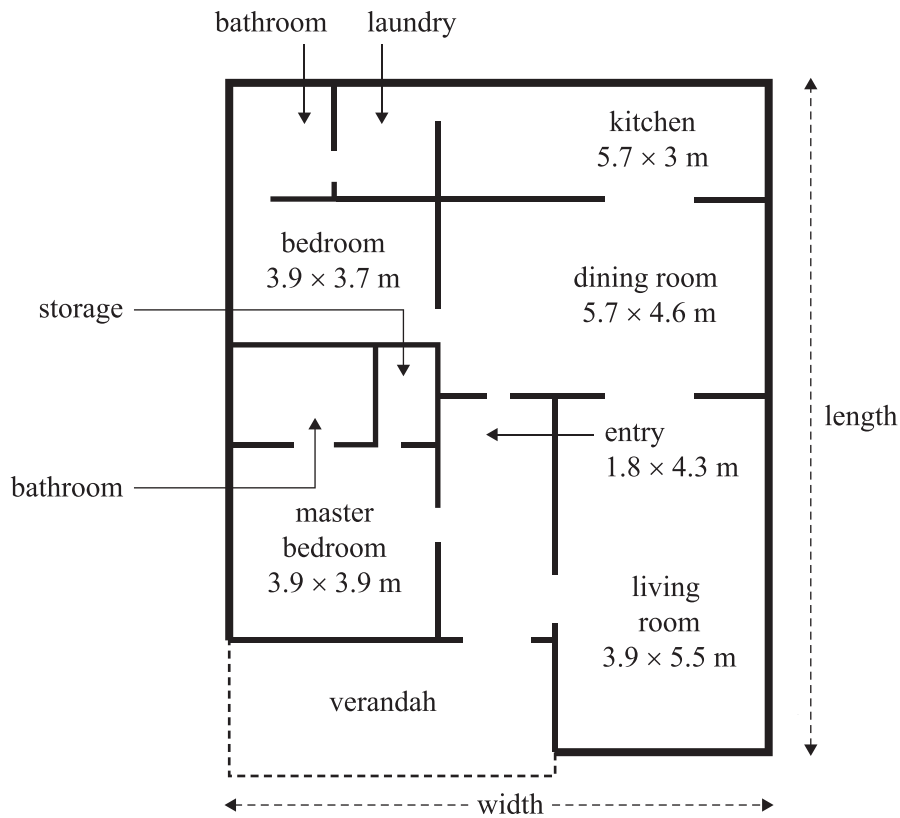 bathroom
laundry
kitchen
5.7 × 3 m
bedroom
3.9 × 3.7 m
dining room
5.7 × 4.6 m
storage
length
entry
1.8 × 4.3 m
bathroom
master
bedroom
3.9 × 3.9 m
living
room
3.9 × 5.5 m
verandah
width